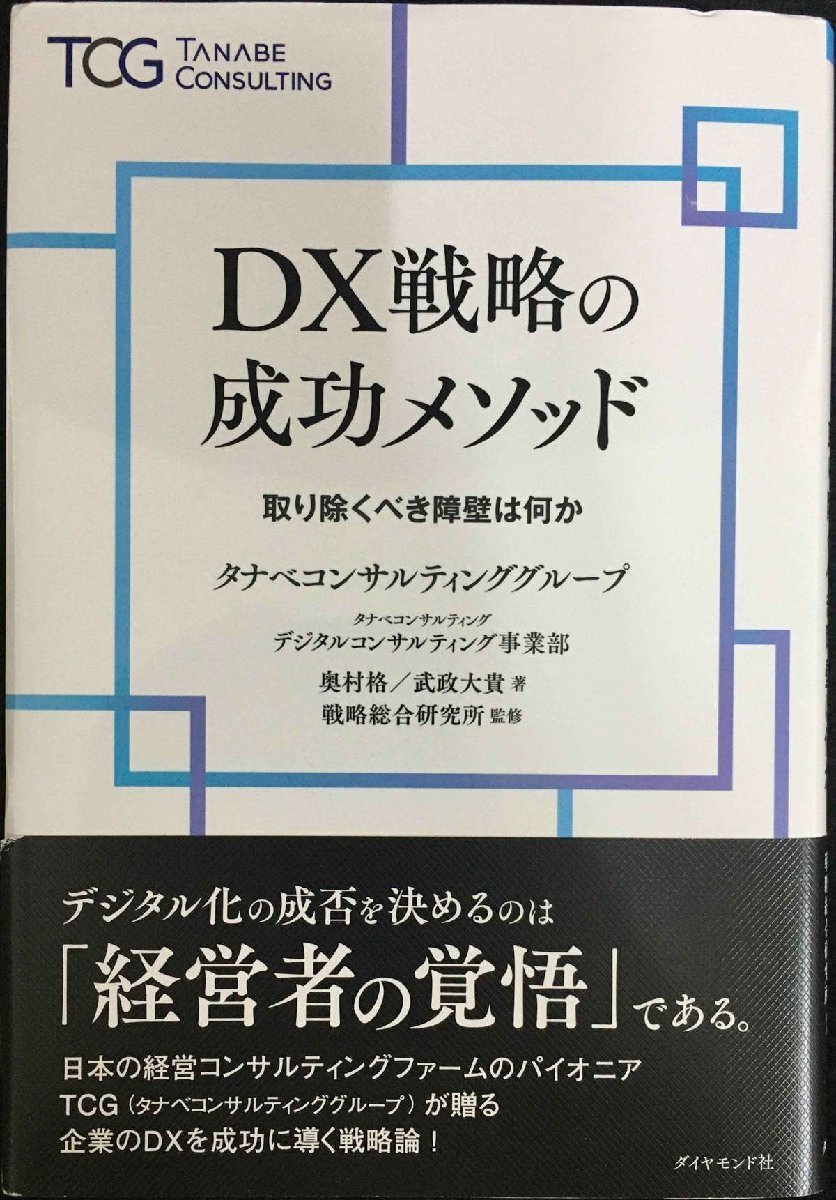 TCG TANABE
CONSULTING
DX戦略の
成功メソッド
取り除くべき障壁は何か
タナベコンサルティンググループ
タナベコンサルティング
デジタルコンサルティング事業部
奥村格／武政大貴 著
戦略総合研究所 監修
デジタル化の成否を決めるのは
「経営者の覚悟」である。
日本の経営コンサルティングファームのパイオニア
TCG（タナベコンサルティンググループ）が贈る
企業のDXを成功に導く戦略論！
ダイヤモンド社